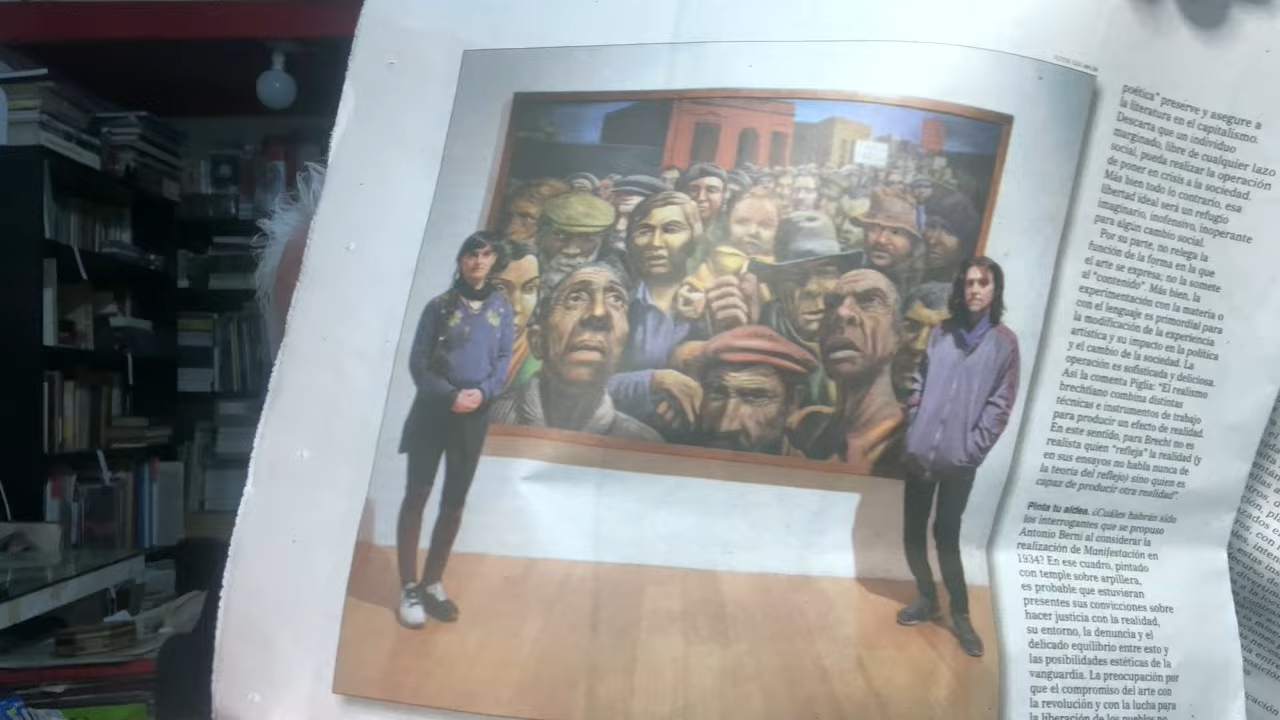 poética" preserve y asegure a
la literatura en el capitalismo.
Descarta que un individuo
marginado, libre de cualquier lazo
social, pueda realizar la operación
de poner en crisis a la sociedad.
Más bien todo lo contrario, esa
libertad ideal será un refugio
imaginario, inofensivo, inoperante
para algún cambio social.
Por su parte, no relega la
función de la forma en la que
el arte se expresa; no la somete
al "contenido". Más bien, la
experimentación con la materia o
con el lenguaje es primordial para
la modificación de la experiencia
artística y su impacto en la política
y el cambio de la sociedad. La
operación es sofisticada y deliciosa.
Así la comenta Piglia: "El realismo
brechtiano combina distintas
técnicas e instrumentos de trabajo
para producir un efecto de realidad.
En este sentido, para Brecht no es
realista quien "refleja" la realidad (y
en sus ensayos no habla nunca de
la teoría del reflejo) sino quien es
capaz de producir otra realidad".
Pinta tu aldea. ¿Cuáles habrán sido
los interrogantes que se propuso
Antonio Berni al considerar la
realización de Manifestación en
1934? En ese cuadro, pintado
con temple sobre arpillera,
es probable que estuvieran
presentes sus convicciones sobre
hacer justicia con la realidad,
su entorno, la denuncia y el
delicado equilibrio entre esto y
las posibilidades estéticas de la
vanguardia. La preocupación por
que el compromiso del arte con
la revolución y con la lucha para
la liberación de los pueblos no